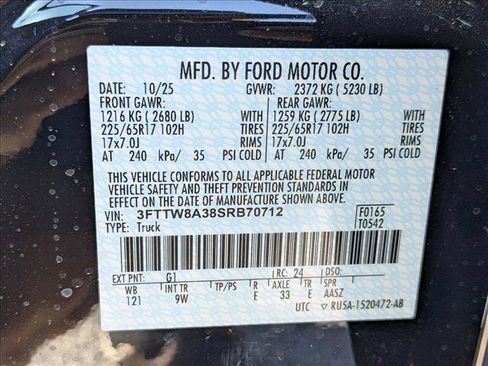 MFD. BY FORD MOTOR CO.
DATE: 10/25 GVWR: 2372 KG ( 5230 LB)
FRONT GAWR: REAR GAWR:
1216 KG ( 2680 LB) WITH 1259 KG ( 2775 LB) WITH
225/65R17 102H TIRES 225/65R17 102H TIRES
17x7.0J RIMS 17x7.0J RIMS
AT 240 kPa/ 35 PSI COLD AT 240 kPa/ 35 PSI COLD
THIS VEHICLE CONFORMS TO ALL APPLICABLE FEDERAL MOTOR
VEHICLE SAFETY AND THEFT PREVENTION STANDARDS IN
EFFECT ON THE DATE OF MANUFACTURE SHOWN ABOVE.
VIN: 3FTTW8A38SRB70712 F0165
TYPE: Truck T0542
EXT PNT: G1 RC: 24 DSO:
WB INT TR TP/PS R AXLE TR SPR
121 9W E 33 E AASZ
UTC ▽ RU5A-1520472-AB